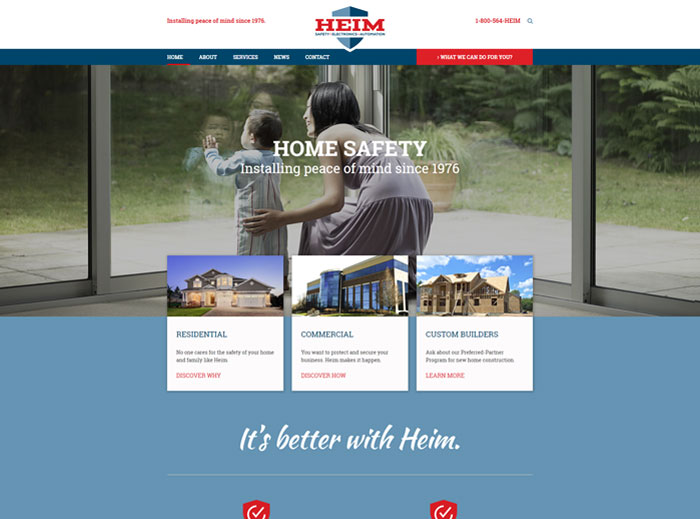 Installing peace of mind since 1976.
HEIM
SAFETY • ELECTRONICS • AUTOMATION
1-800-564-HEIM
HOME ABOUT SERVICES NEWS CONTACT
› WHAT WE CAN DO FOR YOU?
HOME SAFETY
Installing peace of mind since 1976
RESIDENTIAL
No one cares for the safety of your home
and family like Heim.
DISCOVER WHY
COMMERCIAL
You want to protect and secure your
business. Heim makes it happen.
DISCOVER HOW
CUSTOM BUILDERS
Ask about our Preferred-Partner
Program for new home construction.
LEARN MORE
It's better with Heim.